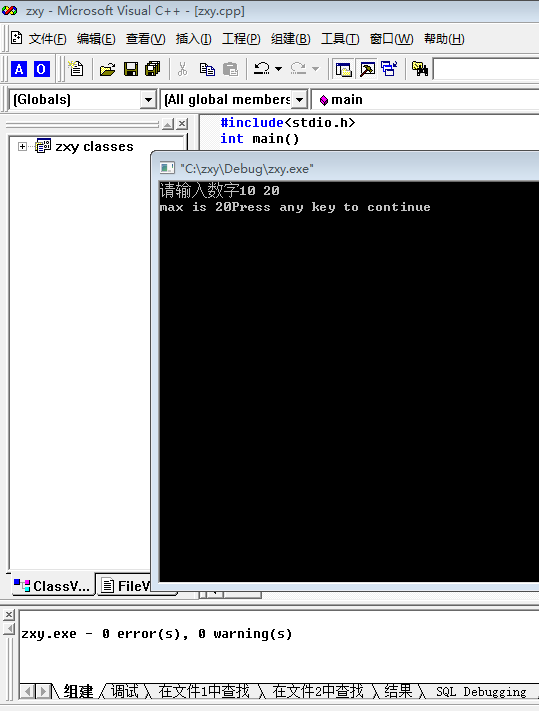 zxy - Microsoft Visual C++ - [zxy.cpp]
文件(F) 编辑(E) 查看(V) 插入(I) 工程(P) 组建(B) 工具(T) 窗口(W) 帮助(H)
A O
(Globals) (All global members main
#include<stdio.h>
int main()
zxy classes
"C:\zxy\Debug\zxy.exe"
请输入数字10 20
max is 20Press any key to continue
ClassV... FileV
zxy.exe - 0 error(s), 0 warning(s)
组建 调试 在文件1中查找 在文件2中查找 结果 SQL Debugging